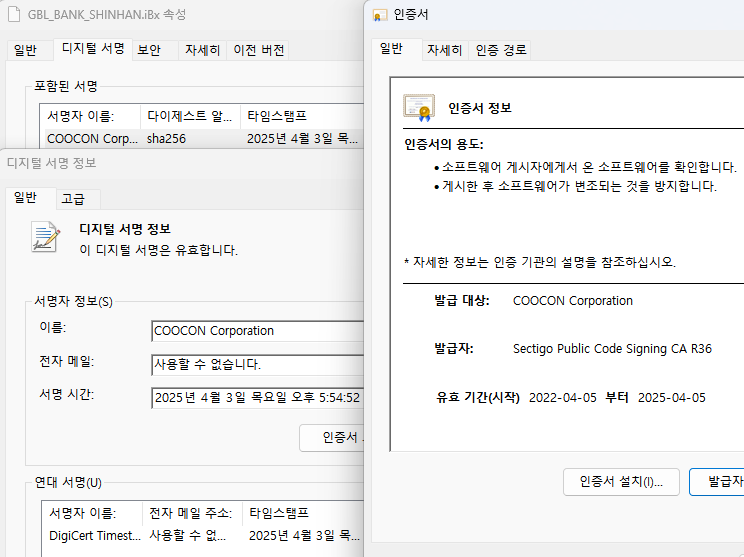 GBL_BANK_SHINHAN.iBx 속성
일반 디지털 서명 보안 자세히 이전 버전
포함된 서명
서명자 이름: 다이제스트 알... 타임스탬프
COOCON Corp... sha256 2025년 4월 3일 목...
디지털 서명 정보
일반 고급
디지털 서명 정보
이 디지털 서명은 유효합니다.
서명자 정보(S)
이름: COOCON Corporation
전자 메일: 사용할 수 없습니다.
서명 시간: 2025년 4월 3일 목요일 오후 5:54:52
인증서
연대 서명(U)
서명자 이름: 전자 메일 주소: 타임스탬프
DigiCert Timest... 사용할 수 없... 2025년 4월 3일 목...
인증서
일반 자세히 인증 경로
인증서 정보
인증서의 용도:
• 소프트웨어 게시자에게서 온 소프트웨어를 확인합니다.
• 게시한 후 소프트웨어가 변조되는 것을 방지합니다.
* 자세한 정보는 인증 기관의 설명을 참조하십시오.
발급 대상: COOCON Corporation
발급자: Sectigo Public Code Signing CA R36
유효 기간(시작) 2022-04-05 부터 2025-04-05
인증서 설치(I)... 발급자